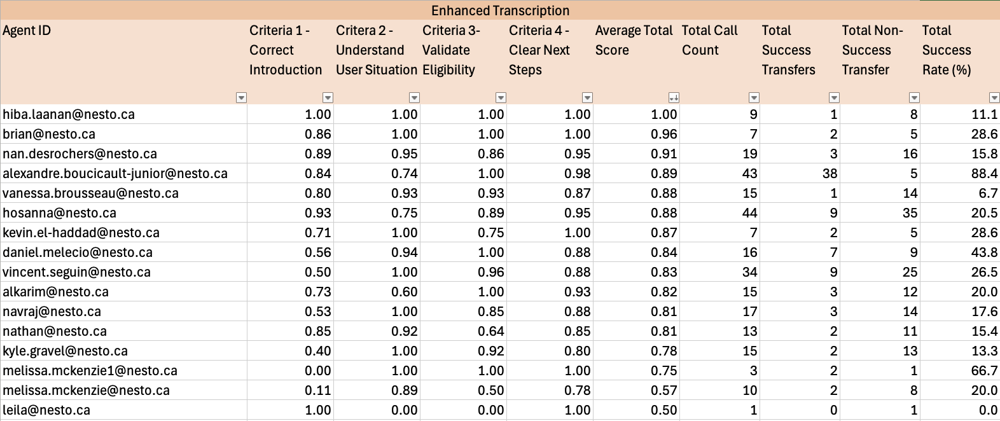 Enhanced Transcription
Agent ID Criteria 1 - Correct Introduction Critera 2 - Understand User Situation Criteria 3- Validate Eligibility Criteria 4 - Clear Next Steps Average Total Score Total Call Count Total Success Transfers Total Non-Success Transfer Total Success Rate (%)
hiba.laanan@nesto.ca 1.00 1.00 1.00 1.00 1.00 9 1 8 11.1
brian@nesto.ca 0.86 1.00 1.00 1.00 0.96 7 2 5 28.6
nan.desrochers@nesto.ca 0.89 0.95 0.86 0.95 0.91 19 3 16 15.8
alexandre.boucicault-junior@nesto.ca 0.84 0.74 1.00 0.98 0.89 43 38 5 88.4
vanessa.brousseau@nesto.ca 0.80 0.93 0.93 0.87 0.88 15 1 14 6.7
hosanna@nesto.ca 0.93 0.75 0.89 0.95 0.88 44 9 35 20.5
kevin.el-haddad@nesto.ca 0.71 1.00 0.75 1.00 0.87 7 2 5 28.6
daniel.melecio@nesto.ca 0.56 0.94 1.00 0.88 0.84 16 7 9 43.8
vincent.seguin@nesto.ca 0.50 1.00 0.96 0.88 0.83 34 9 25 26.5
alkarim@nesto.ca 0.73 0.60 1.00 0.93 0.82 15 3 12 20.0
navraj@nesto.ca 0.53 1.00 0.85 0.88 0.81 17 3 14 17.6
nathan@nesto.ca 0.85 0.92 0.64 0.85 0.81 13 2 11 15.4
kyle.gravel@nesto.ca 0.40 1.00 0.92 0.80 0.78 15 2 13 13.3
melissa.mckenzie1@nesto.ca 0.00 1.00 1.00 1.00 0.75 3 2 1 66.7
melissa.mckenzie@nesto.ca 0.11 0.89 0.50 0.78 0.57 10 2 8 20.0
leila@nesto.ca 1.00 0.00 0.00 1.00 0.50 1 0 1 0.0